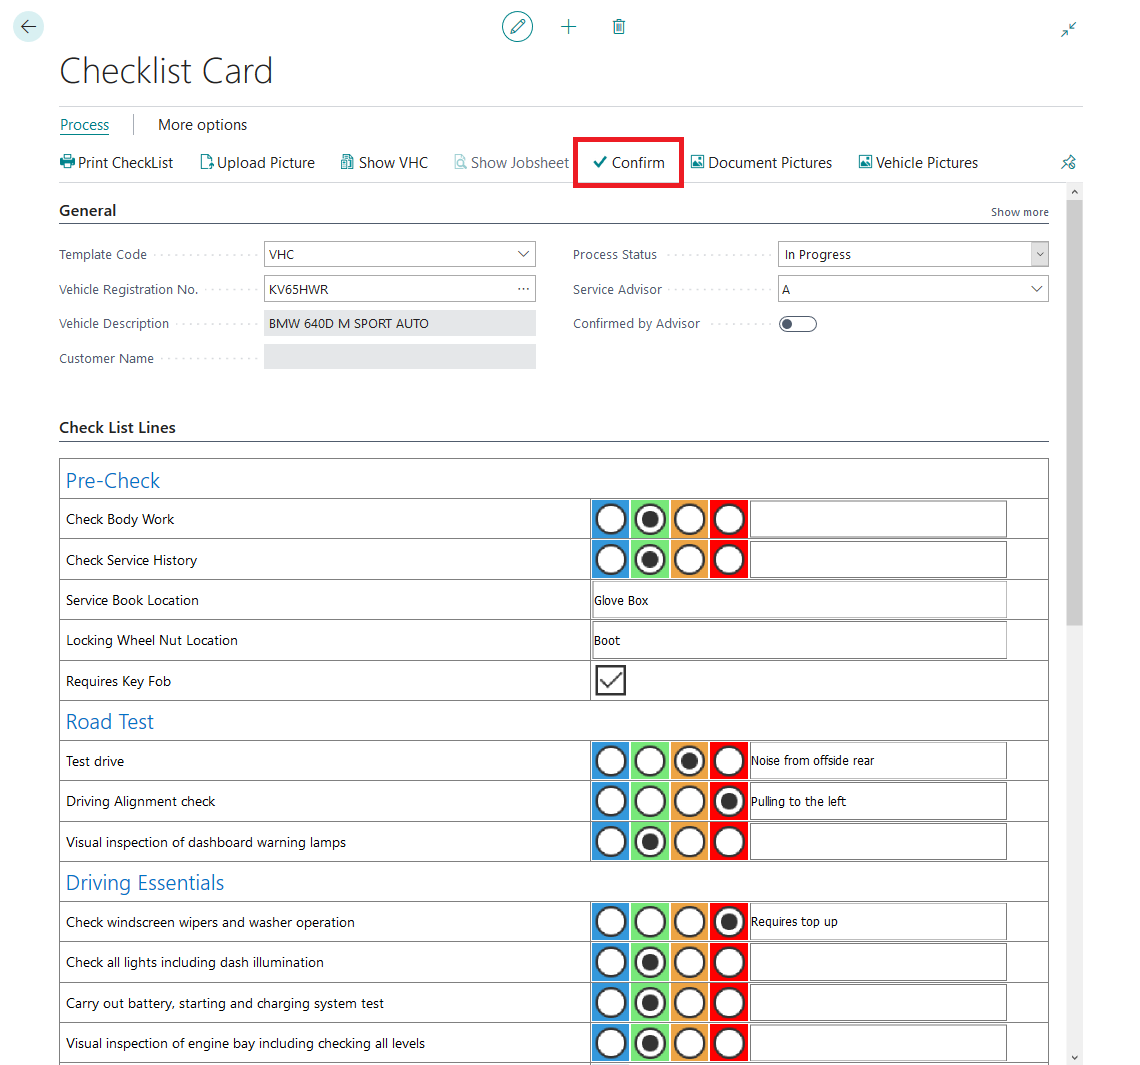 Checklist Card
Process More options
Print CheckList Upload Picture Show VHC Show Jobsheet Confirm Document Pictures Vehicle Pictures
General Show more
Template Code VHC Process Status In Progress
Vehicle Registration No. KV65HWR Service Advisor A
Vehicle Description BMW 640D M SPORT AUTO Confirmed by Advisor
Customer Name
Check List Lines
Pre-Check
Check Body Work
Check Service History
Service Book Location Glove Box
Locking Wheel Nut Location Boot
Requires Key Fob
Road Test
Test drive Noise from offside rear
Driving Alignment check Pulling to the left
Visual inspection of dashboard warning lamps
Driving Essentials
Check windscreen wipers and washer operation Requires top up
Check all lights including dash illumination
Carry out battery, starting and charging system test
Visual inspection of engine bay including checking all levels